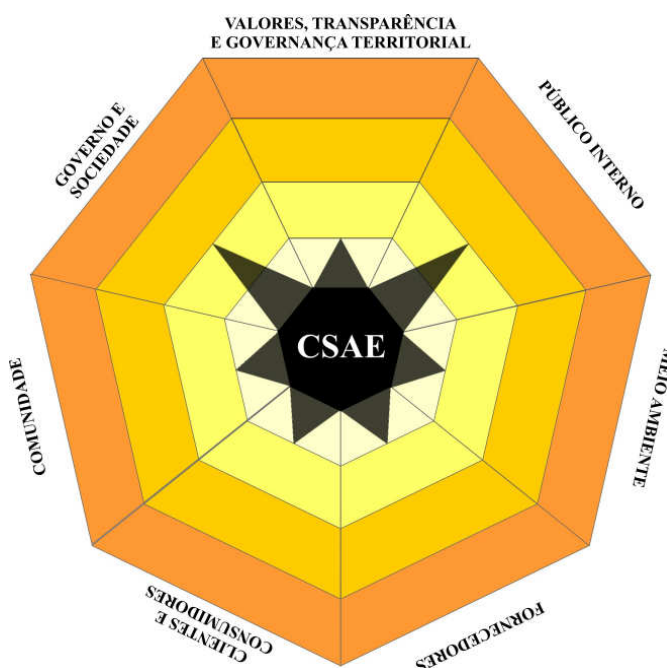 VALORES, TRANSPARÊNCIA
E GOVERNANÇA TERRITORIAL
GOVERNO E
SOCIEDADE
PÚBLICO INTERNO
CSAE
COMUNIDADE
MEIO AMBIENTE
CLIENTES E
CONSUMIDORES
FORNECEDORES